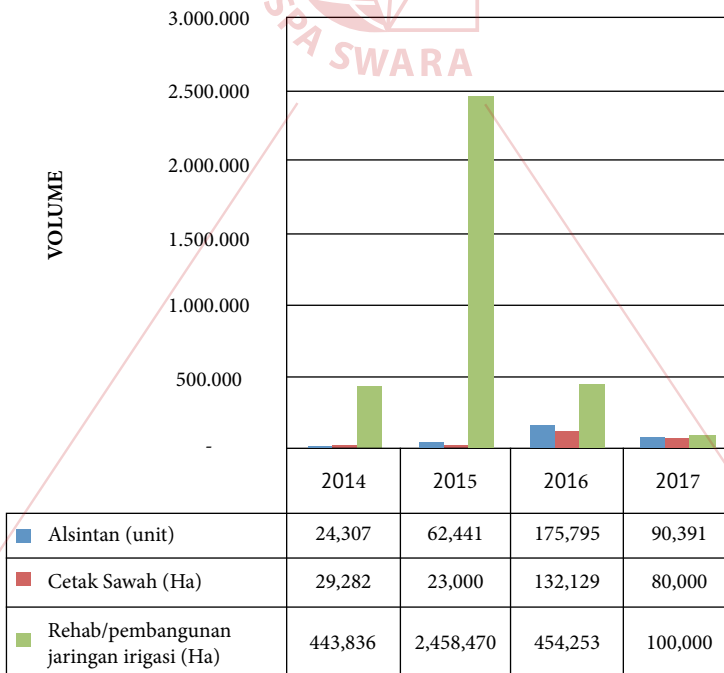 SPA SWARA
3.000.000
2.500.000
2.000.000
1.500.000
1.000.000
500.000
-
VOLUME
2014 2015 2016 2017
Alsintan (unit) 24,307 62,441 175,795 90,391
Cetak Sawah (Ha) 29,282 23,000 132,129 80,000
Rehab/pembangunan
jaringan irigasi (Ha) 443,836 2,458,470 454,253 100,000